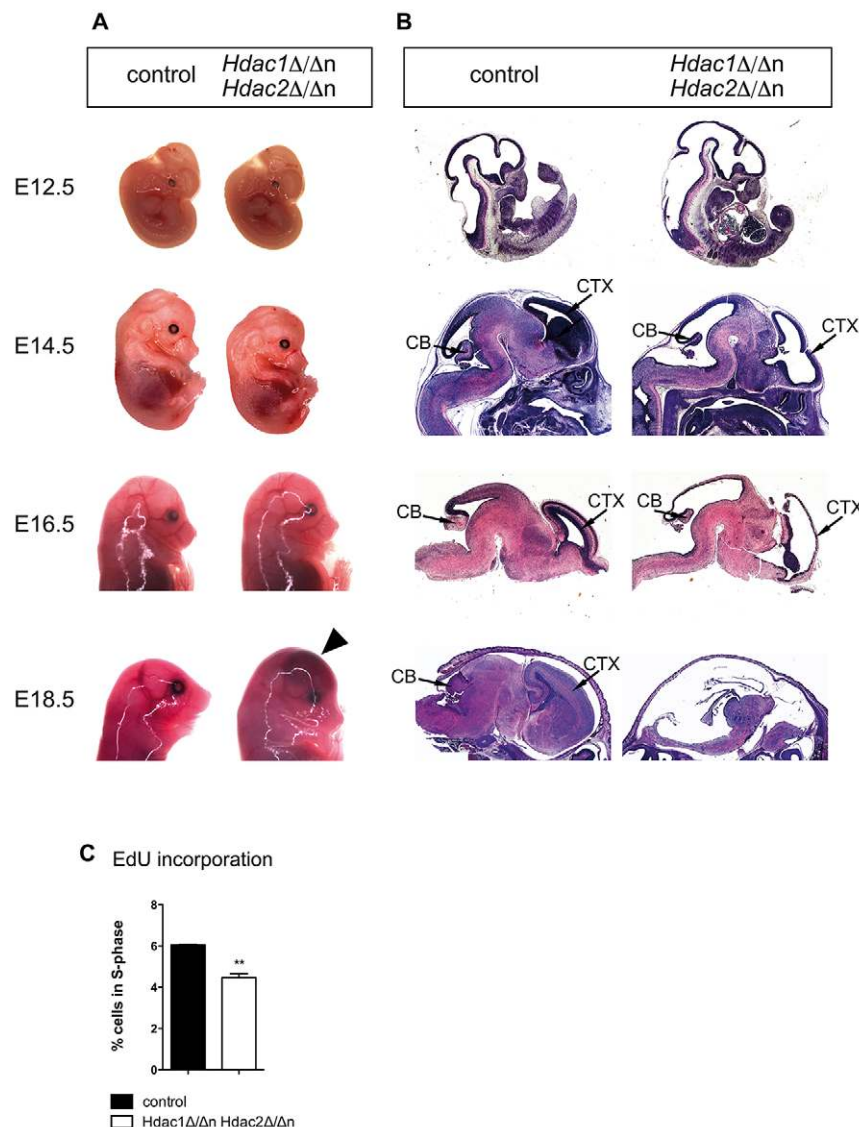 A
control
Hdac1Δ/Δn
Hdac2Δ/Δn
B
control
Hdac1Δ/Δn
Hdac2Δ/Δn
E12.5
E14.5
CTX
CB
CB
CTX
E16.5
CB
CTX
CB
CTX
E18.5
CB
CTX
C EdU incorporation
% cells in S-phase
8
6
4
2
0
**
control
Hdac1Δ/Δn Hdac2Δ/Δn